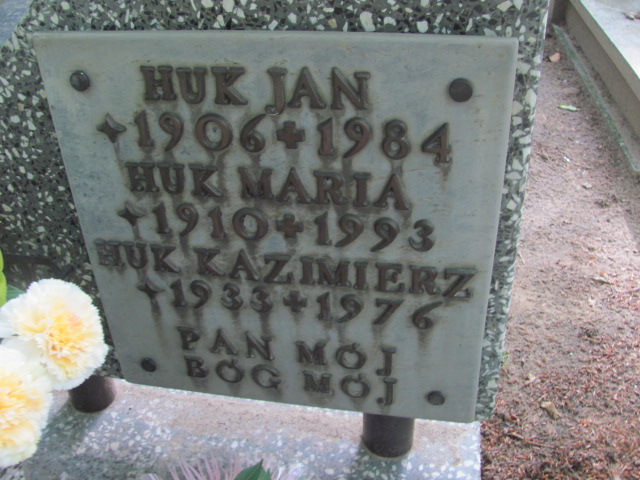 HUK JAN
✦1906✝1984
HUK MARIA
✦1910✝1993
HUK KAZIMIERZ
✦1933✝1976
PAN MÓJ
BÓG MÓJ